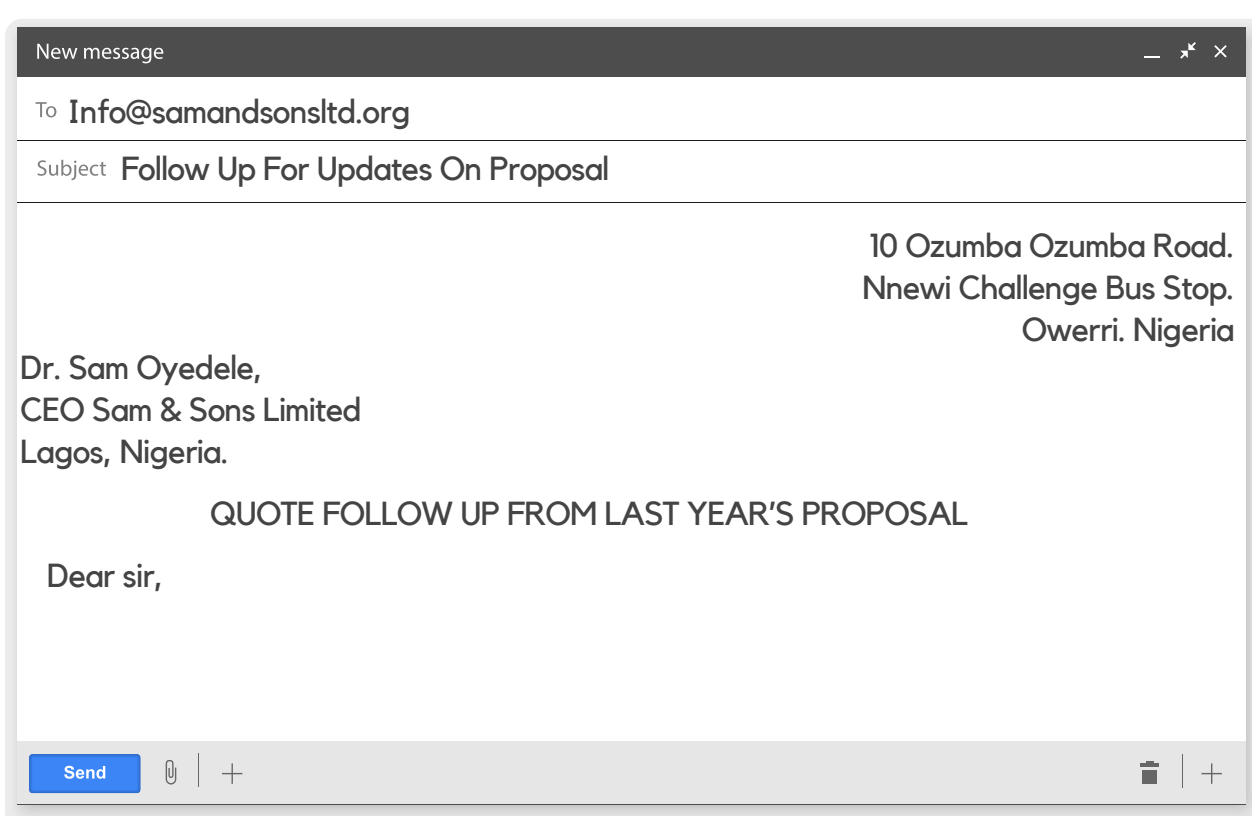 New message
To Info@samandsonsltd.org
Subject Follow Up For Updates On Proposal
10 Ozumba Ozumba Road.
Nnewi Challenge Bus Stop.
Owerri. Nigeria
Dr. Sam Oyedele,
CEO Sam & Sons Limited
Lagos, Nigeria.
QUOTE FOLLOW UP FROM LAST YEAR'S PROPOSAL
Dear sir,
Send